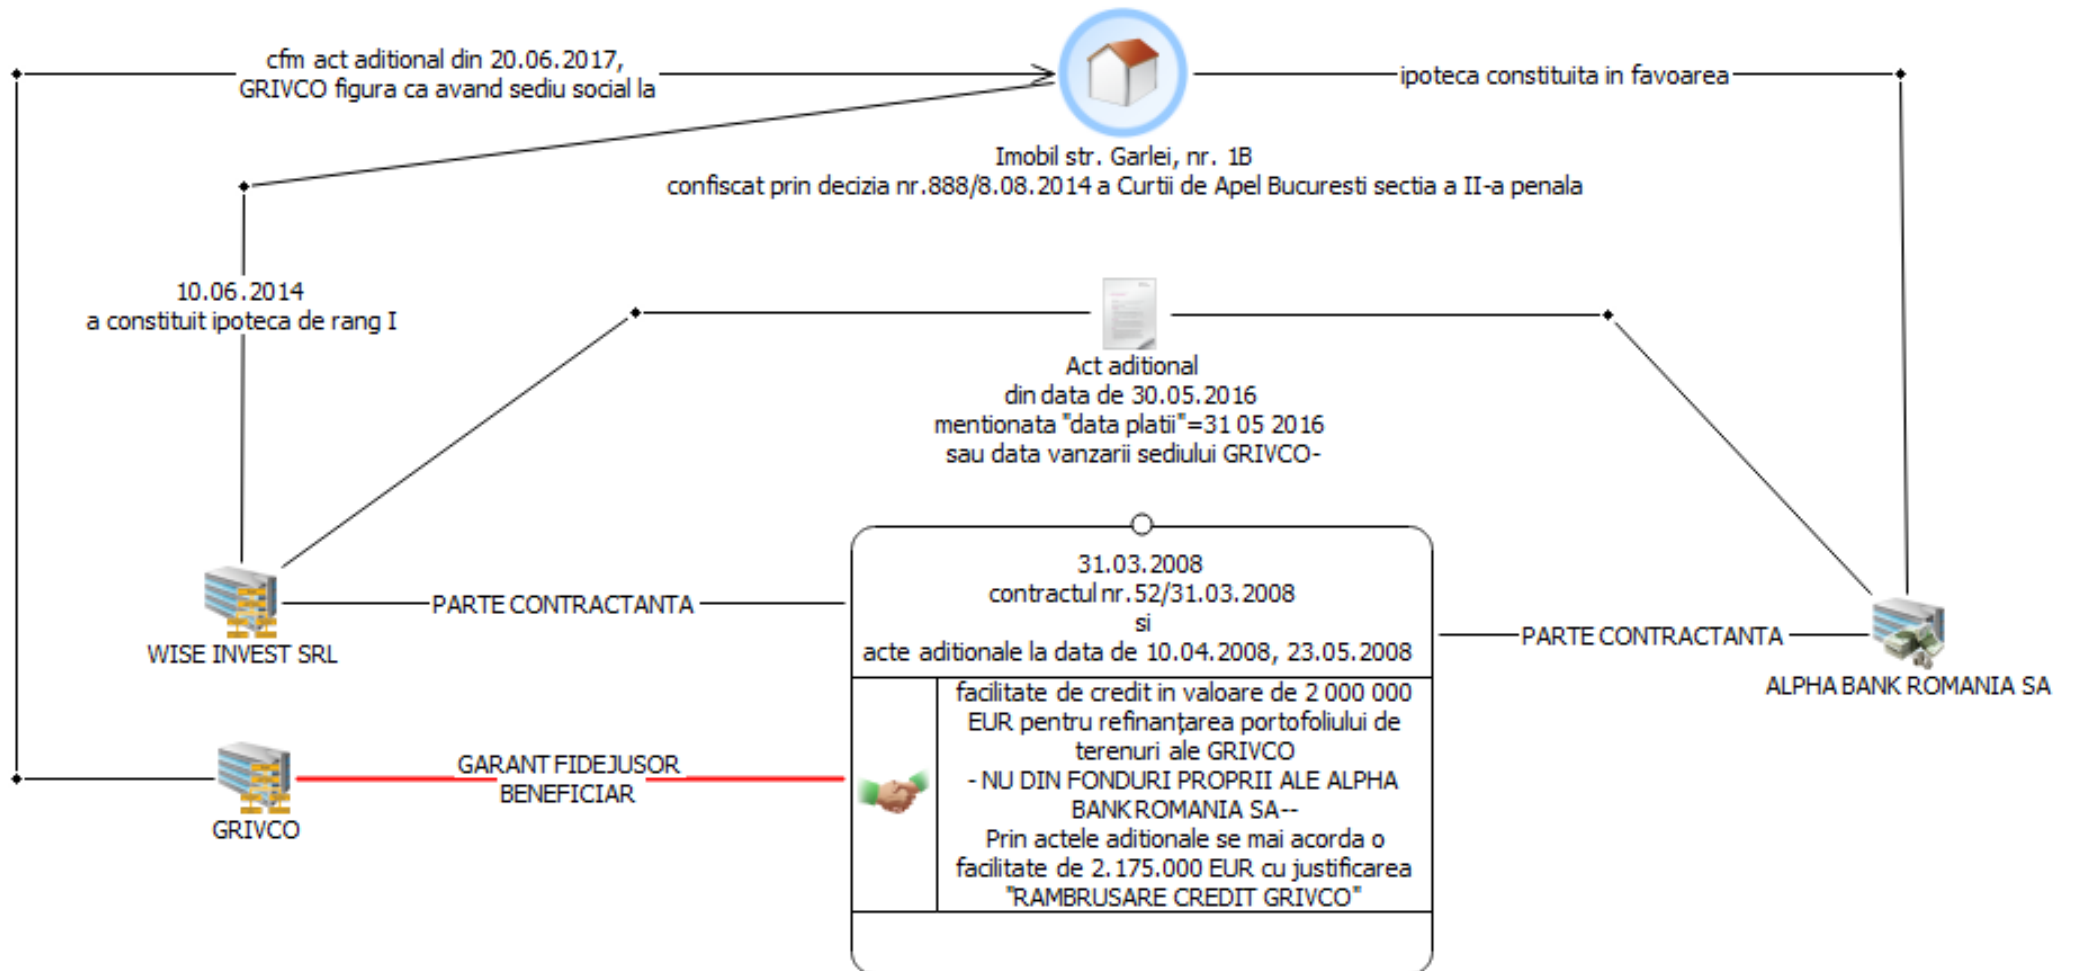 cfm act aditional din 20.06.2017,
GRIVCO figura ca avand sediu social la
ipoteca constituita in favoarea
Imobil str. Garlei, nr. 1B
confiscat prin decizia nr.888/8.08.2014 a Curtii de Apel Bucuresti sectia a II-a penala
10.06.2014
a constituit ipoteca de rang I
Act aditional
din data de 30.05.2016
mentionata "data platii"=31 05 2016
sau data vanzarii sediului GRIVCO-
31.03.2008
contractul nr.52/31.03.2008
si
acte aditionale la data de 10.04.2008, 23.05.2008
PARTE CONTRACTANTA
WISE INVEST SRL
PARTE CONTRACTANTA
ALPHA BANK ROMANIA SA
facilitate de credit in valoare de 2 000 000
EUR pentru refinanțarea portofoliului de
terenuri ale GRIVCO
- NU DIN FONDURI PROPRII ALE ALPHA
BANK ROMANIA SA--
Prin actele aditionale se mai acorda o
facilitate de 2.175.000 EUR cu justificarea
"RAMBRUSARE CREDIT GRIVCO"
GARANT FIDEJUSOR
BENEFICIAR
GRIVCO